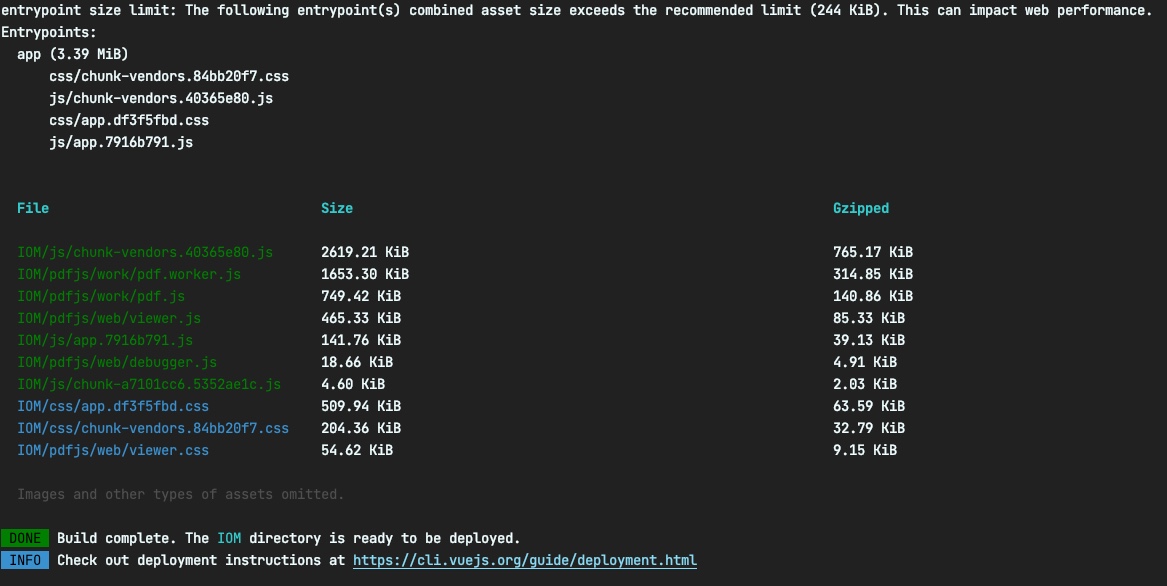 entrypoint size limit: The following entrypoint(s) combined asset size exceeds the recommended limit (244 KiB). This can impact web performance.
Entrypoints:
app (3.39 MiB)
css/chunk-vendors.84bb20f7.css
js/chunk-vendors.40365e80.js
css/app.df3f5fbd.css
js/app.7916b791.js
File Size Gzipped
IOM/js/chunk-vendors.40365e80.js 2619.21 KiB 765.17 KiB
IOM/pdfjs/work/pdf.worker.js 1653.30 KiB 314.85 KiB
IOM/pdfjs/work/pdf.js 749.42 KiB 140.86 KiB
IOM/pdfjs/web/viewer.js 465.33 KiB 85.33 KiB
IOM/js/app.7916b791.js 141.76 KiB 39.13 KiB
IOM/pdfjs/web/debugger.js 18.66 KiB 4.91 KiB
IOM/js/chunk-a7101cc6.5352ae1c.js 4.60 KiB 2.03 KiB
IOM/css/app.df3f5fbd.css 509.94 KiB 63.59 KiB
IOM/css/chunk-vendors.84bb20f7.css 204.36 KiB 32.79 KiB
IOM/pdfjs/web/viewer.css 54.62 KiB 9.15 KiB
Images and other types of assets omitted.
DONE Build complete. The IOM directory is ready to be deployed.
INFO Check out deployment instructions at https://cli.vuejs.org/guide/deployment.html